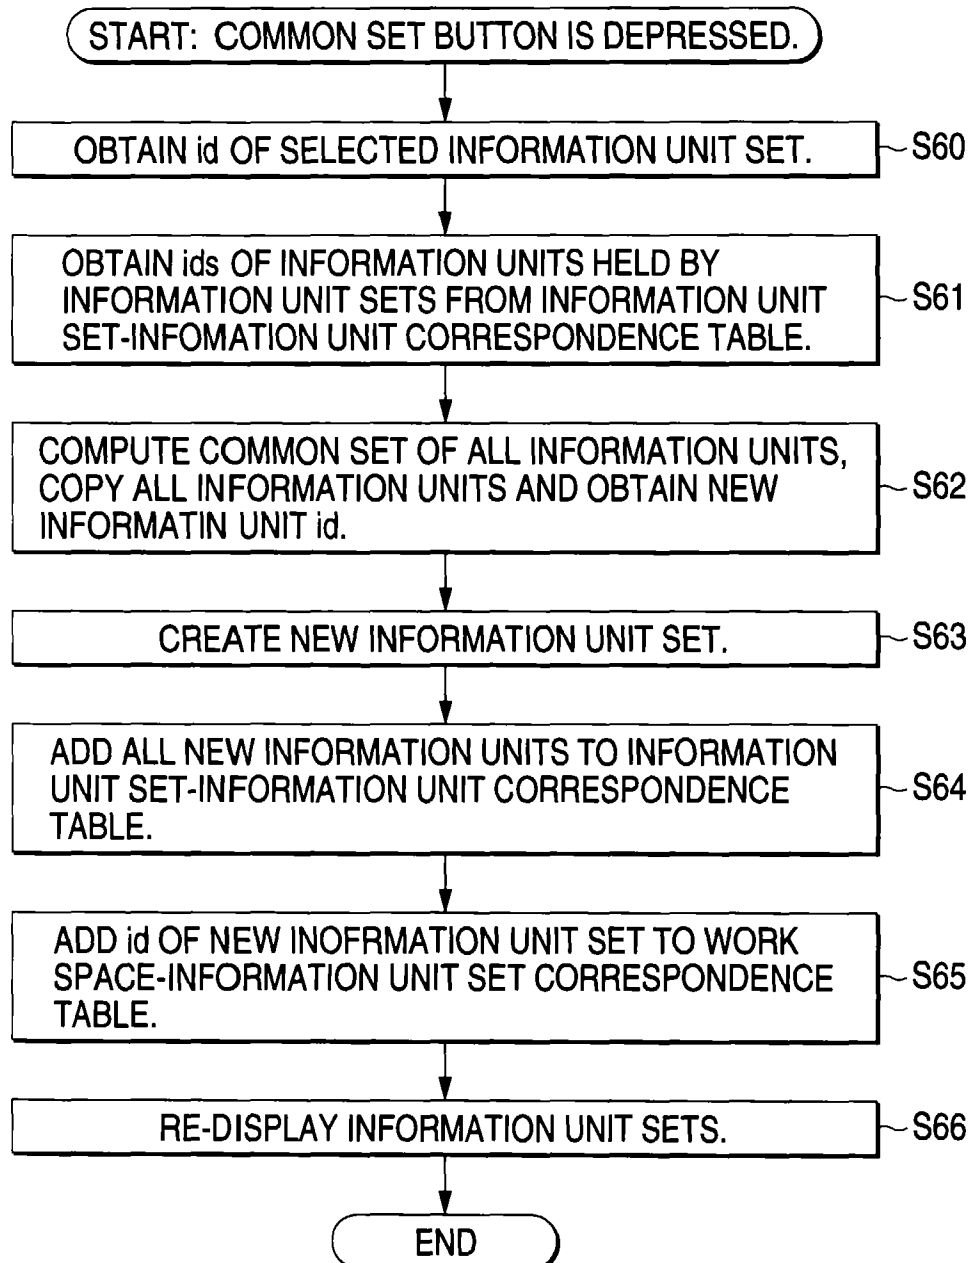 START: COMMON SET BUTTON IS DEPRESSED.
OBTAIN id OF SELECTED INFORMATION UNIT SET.
S60
OBTAIN ids OF INFORMATION UNITS HELD BY
INFORMATION UNIT SETS FROM INFORMATION UNIT
SET-INFOMATION UNIT CORRESPONDENCE TABLE.
S61
COMPUTE COMMON SET OF ALL INFORMATION UNITS,
COPY ALL INFORMATION UNITS AND OBTAIN NEW
INFORMATIN UNIT id.
S62
CREATE NEW INFORMATION UNIT SET.
S63
ADD ALL NEW INFORMATION UNITS TO INFORMATION
UNIT SET-INFORMATION UNIT CORRESPONDENCE
TABLE.
S64
ADD id OF NEW INOFRMATION UNIT SET TO WORK
SPACE-INFORMATION UNIT SET CORRESPONDENCE
TABLE.
S65
RE-DISPLAY INFORMATION UNIT SETS.
S66
END